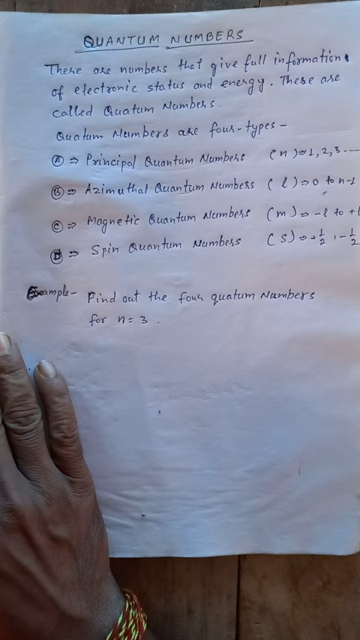 QUANTUM NUMBERS
There are numbers that give full informations
of electronic status and energy. These are
called Quatum Numbers.
Quatum Numbers are four-types -
(A) ⇒ Principal Quantum Numbers (n) ⇒ 1, 2, 3 ---
(B) ⇒ Azimuthal Quantum Numbers (l) ⇒ 0 to n-1
(C) ⇒ Magnetic Quantum Numbers (m) ⇒ -l to +l
(D) ⇒ Spin Quantum Numbers (S) ⇒ +1/2, -1/2
Example - Find out the four quatum Numbers
for n = 3.